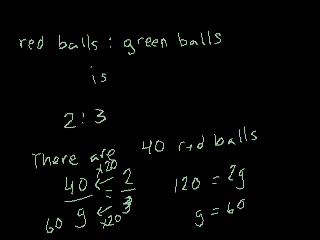 red balls : green balls
is
2 : 3
There are 40 red balls
x20
40 = 2 120 = 2g
60 g x20 3 g = 60